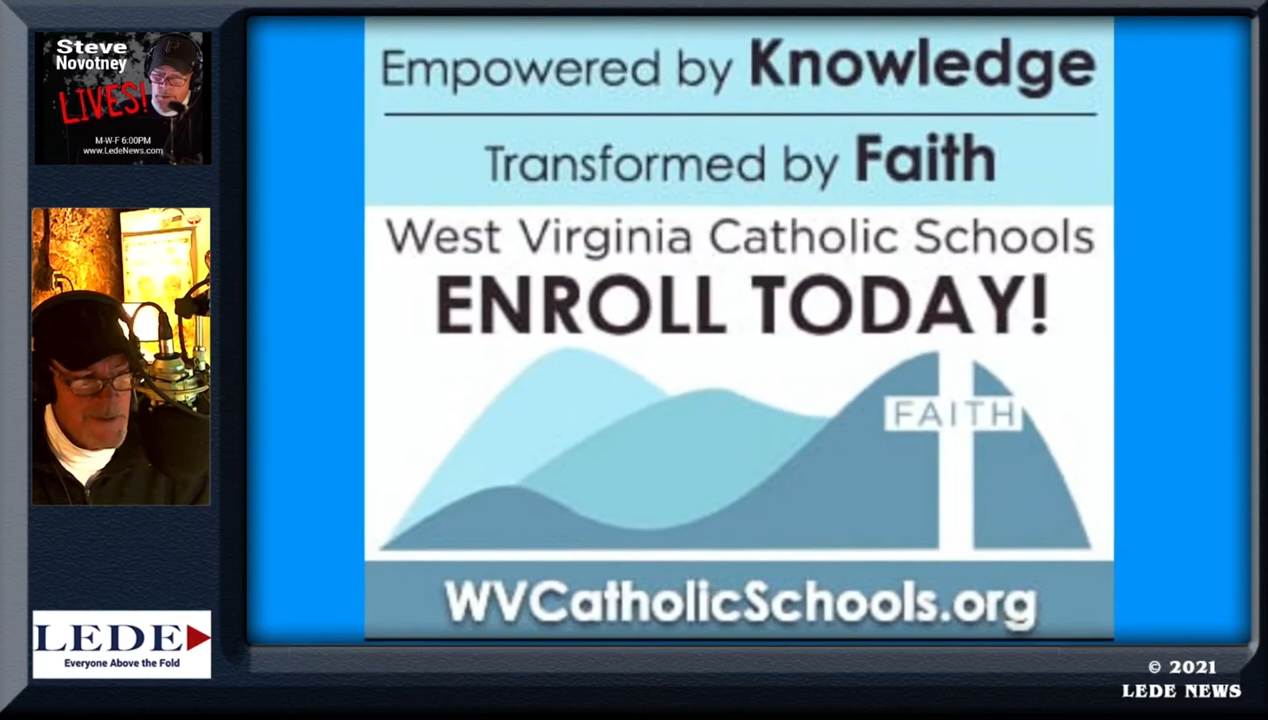 Steve
Novotney
LIVES!
M-W-F 6:00PM
www.LedeNews.com
LEDE
Everyone Above the Fold
Empowered by Knowledge
Transformed by Faith
West Virginia Catholic Schools
ENROLL TODAY!
FAITH
WVCatholicSchools.org
© 2021
LEDE NEWS